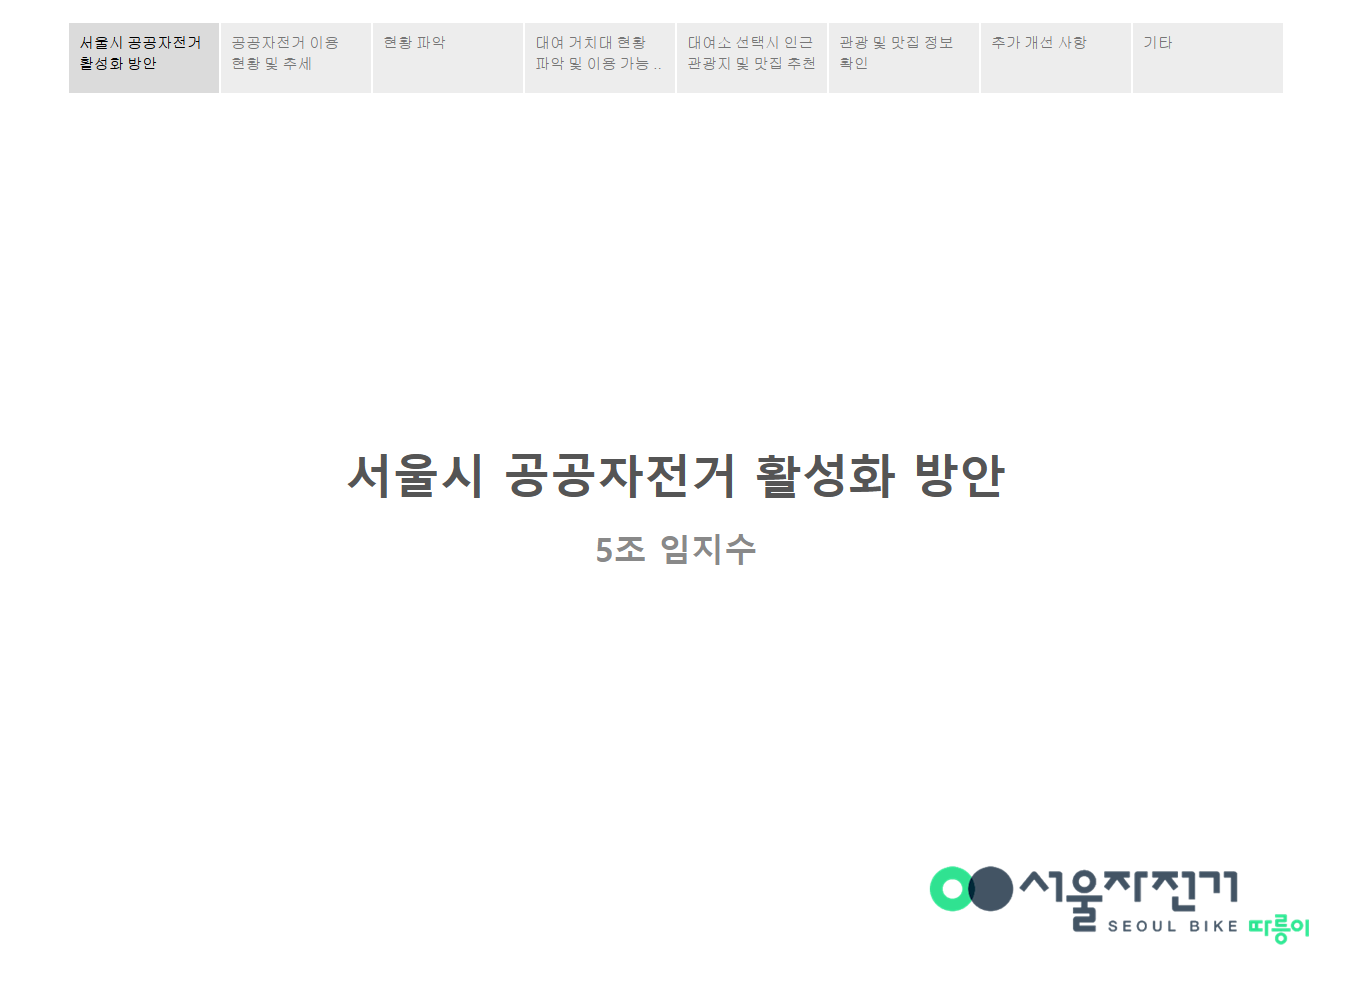 서울시 공공자전거
활성화 방안
공공자전거 이용
현황 및 추세
현황 파악
대여 거치대 현황
파악 및 이용 가능 ..
대여소 선택시 인근
관광지 및 맛집 추천
관광 및 맛집 정보
확인
추가 개선 사항
기타
서울시 공공자전거 활성화 방안
5조 임지수
서울자전거
SEOUL BIKE 따릉이